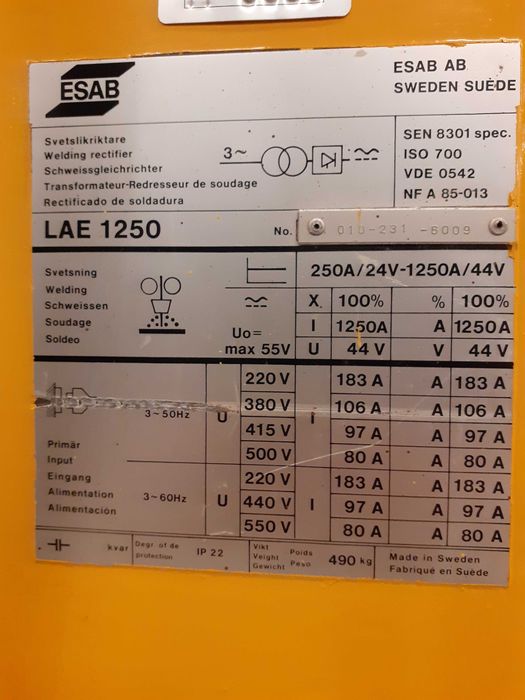 ESAB
ESAB AB
SWEDEN SUÈDE
Svetslikriktare
Welding rectifier
Schweissgleichrichter
Transformateur-Redresseur de soudage
Rectificado de soldadura
3~
SEN 8301 spec.
ISO 700
VDE 0542
NF A 85-013
LAE 1250
No. 010-231 -6009
Svetsning
Welding
Schweissen
Soudage
Soldeo
Uo=
max 55V
250A/24V-1250A/44V
X 100% % 100%
I 1250A A 1250A
U 44 V V 44 V
3~50Hz
U
I
220 V 183 A A 183 A
380 V 106 A A 106 A
415 V 97 A A 97 A
500 V 80 A A 80 A
Primär
Input
Eingang
Alimentation
Alimentación
3~60Hz
U
I
220 V 183 A A 183 A
440 V 97 A A 97 A
550 V 80 A A 80 A
kvar
Degr. of de
protection
IP 22
Vikt Poids
Weight Peso
Gewicht
490 kg
Made in Sweden
Fabriqué en Suède